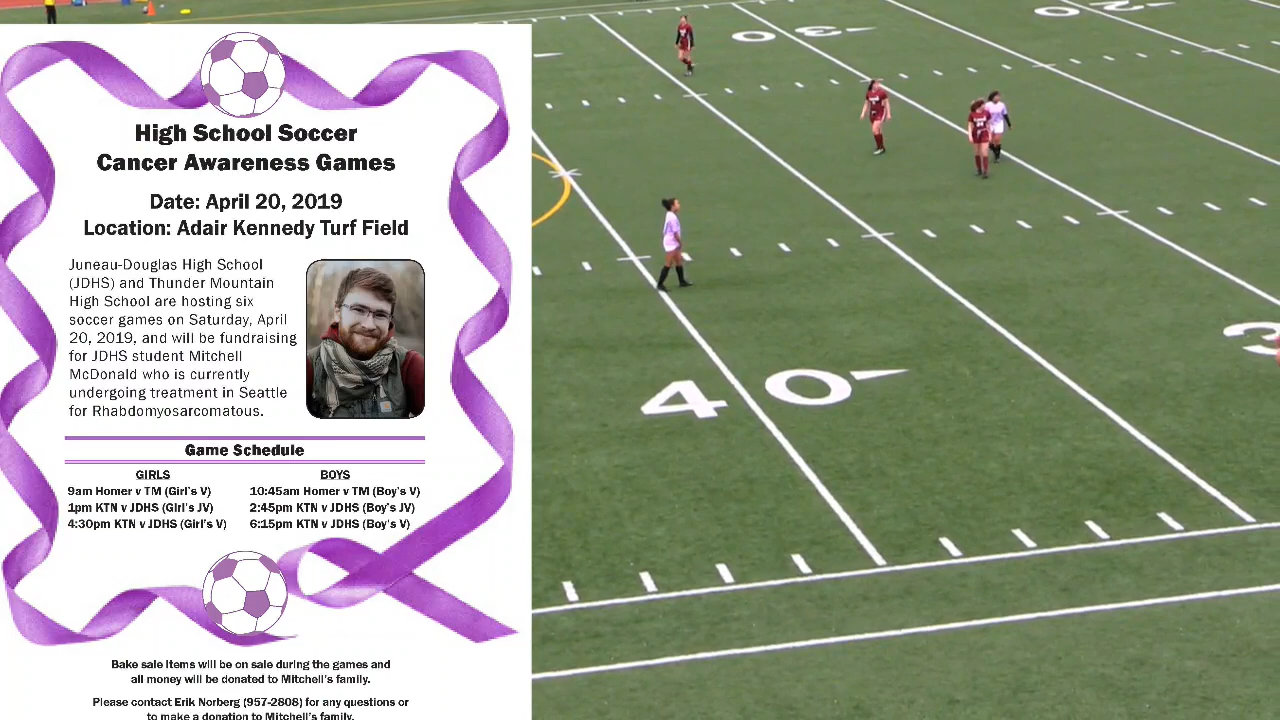 High School Soccer
Cancer Awareness Games
Date: April 20, 2019
Location: Adair Kennedy Turf Field
Juneau-Douglas High School
(JDHS) and Thunder Mountain
High School are hosting six
soccer games on Saturday, April
20, 2019, and will be fundraising
for JDHS student Mitchell
McDonald who is currently
undergoing treatment in Seattle
for Rhabdomyosarcomatous.
Game Schedule
GIRLS
9am Homer v TM (Girl's V)
1pm KTN v JDHS (Girl's JV)
4:30pm KTN v JDHS (Girl's V)
BOYS
10:45am Homer v TM (Boy's V)
2:45pm KTN v JDHS (Boy's JV)
6:15pm KTN v JDHS (Boy's V)
Bake sale items will be on sale during the games and
all money will be donated to Mitchell's family.
Please contact Erik Norberg (957-2808) for any questions or
to make a donation to Mitchell's family.
30
20
40
3